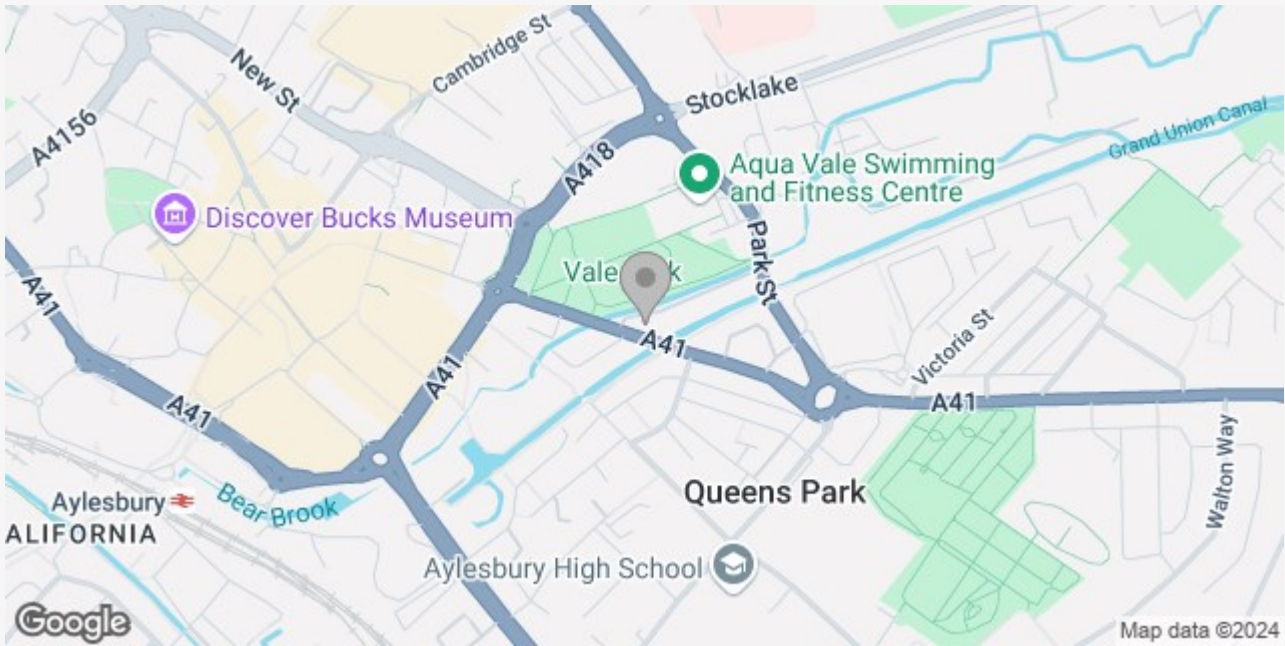 Cambridge St
New St
Stocklake
A4156
Grand Union Canal
A418
Aqua Vale Swimming
and Fitness Centre
Discover Bucks Museum
Park St
Vale
A41
A41
Victoria St
A41
A41
A41
Walton Way
Queens Park
Aylesbury
Bear Brook
ALIFORNIA
Aylesbury High School
Google
Map data ©2024